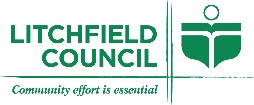 LITCHFIELD
COUNCIL
Community effort is essential